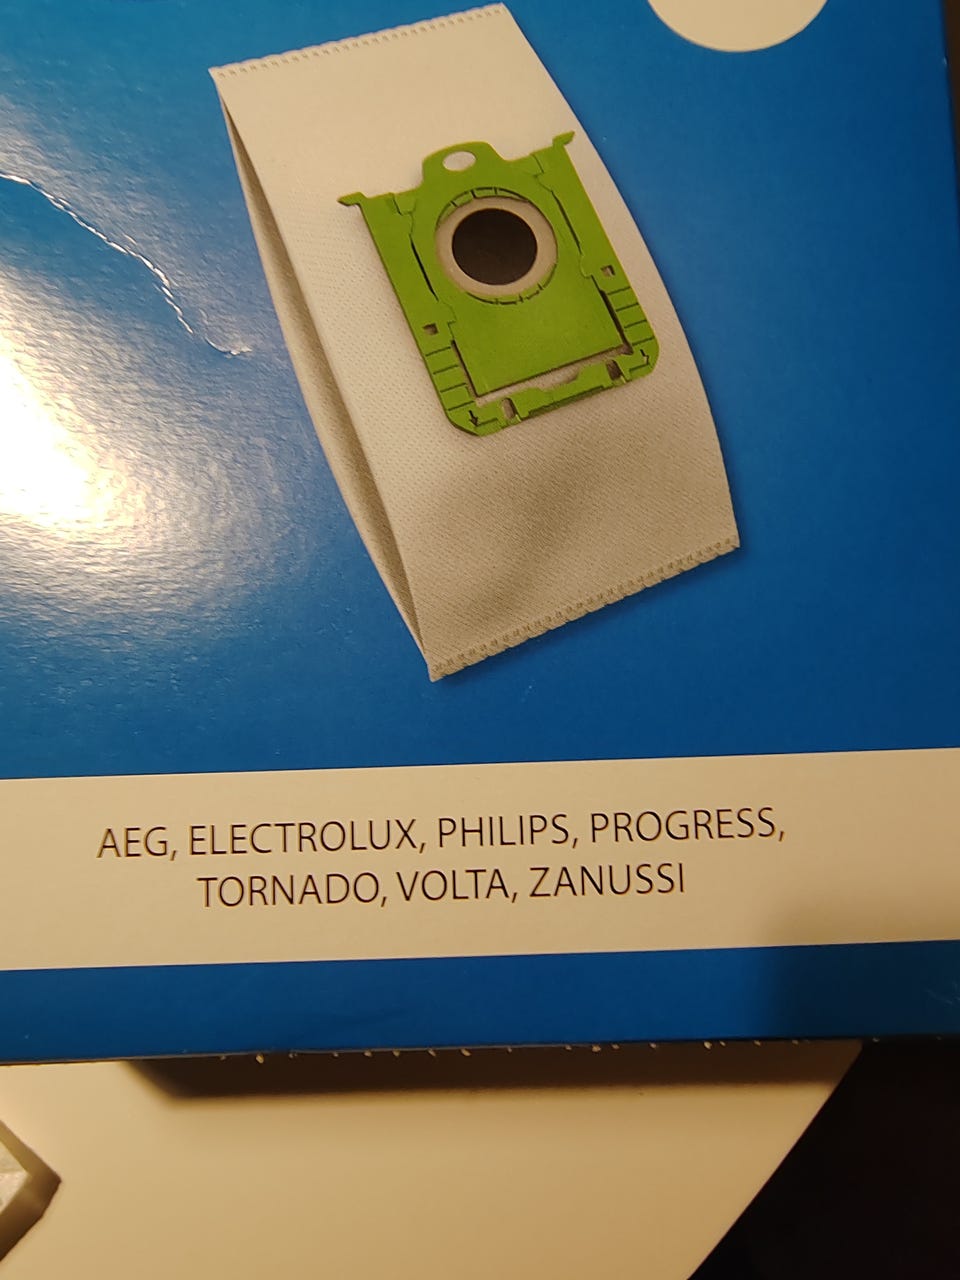 AEG, ELECTROLUX, PHILIPS, PROGRESS,
TORNADO, VOLTA, ZANUSSI